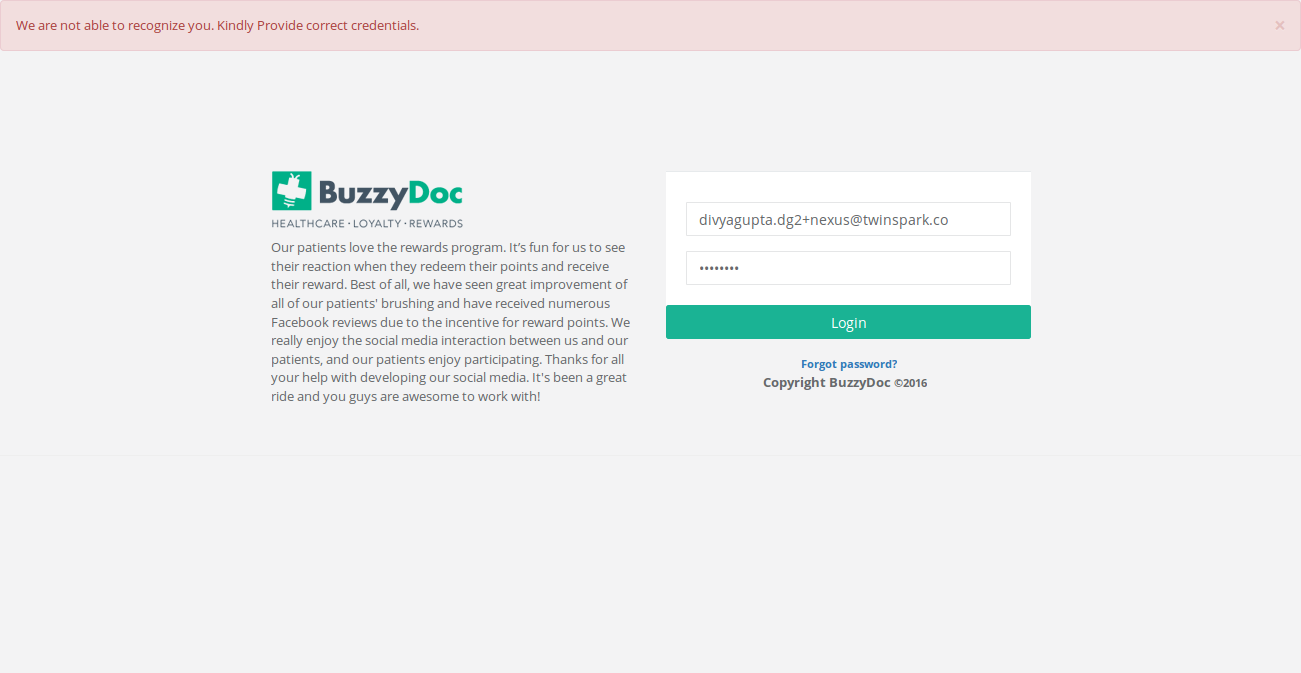 We are not able to recognize you. Kindly Provide correct credentials.
×
BuzzyDoc
HEALTHCARE · LOYALTY · REWARDS
Our patients love the rewards program. It’s fun for us to see
their reaction when they redeem their points and receive
their reward. Best of all, we have seen great improvement of
all of our patients' brushing and have received numerous
Facebook reviews due to the incentive for reward points. We
really enjoy the social media interaction between us and our
patients, and our patients enjoy participating. Thanks for all
your help with developing our social media. It's been a great
ride and you guys are awesome to work with!
divyagupta.dg2+nexus@twinspark.co
••••••••
Login
Forgot password?
Copyright BuzzyDoc ©2016